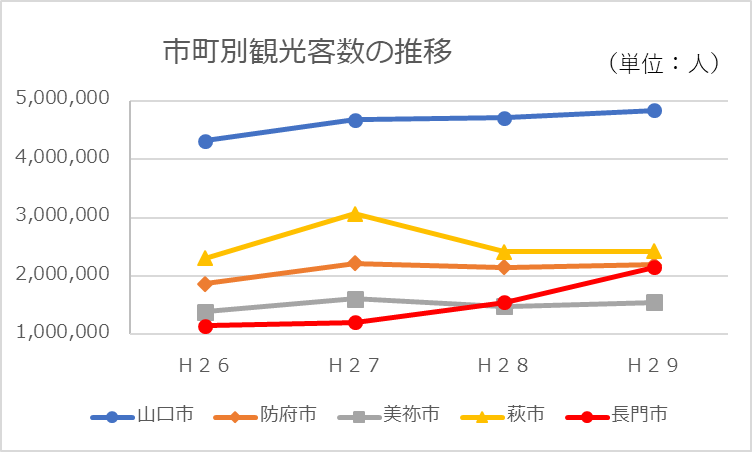 市町別観光客数の推移
（単位：人）
5,000,000
4,000,000
3,000,000
2,000,000
1,000,000
Ｈ２６ Ｈ２７ Ｈ２８ Ｈ２９
山口市 防府市 美祢市 萩市 長門市